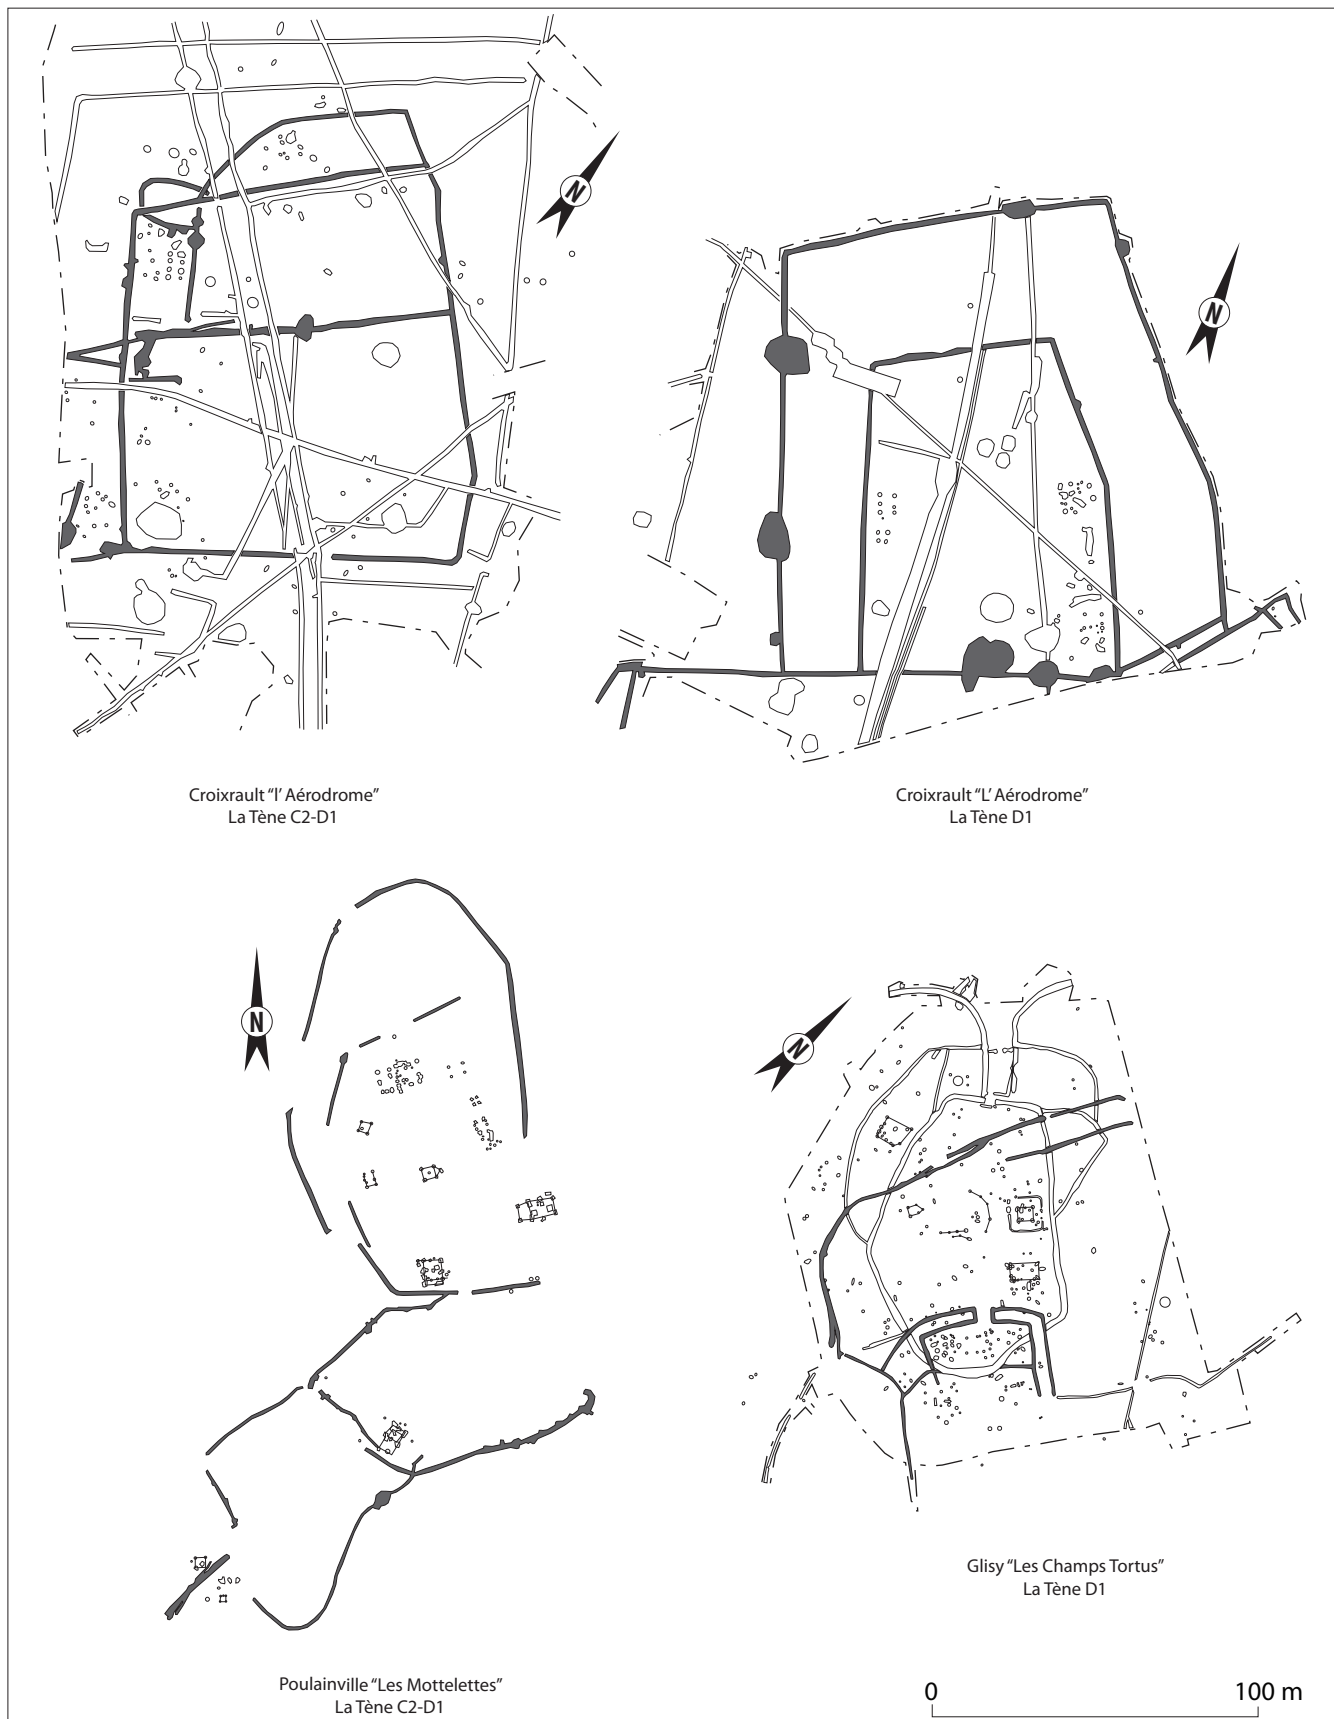 N
N
Croixrault “l’ Aérodrome”
La Tène C2-D1
Croixrault “L’ Aérodrome”
La Tène D1
N
N
Glisy “Les Champs Tortus”
La Tène D1
Poulainville “Les Mottelettes”
La Tène C2-D1
0 100 m